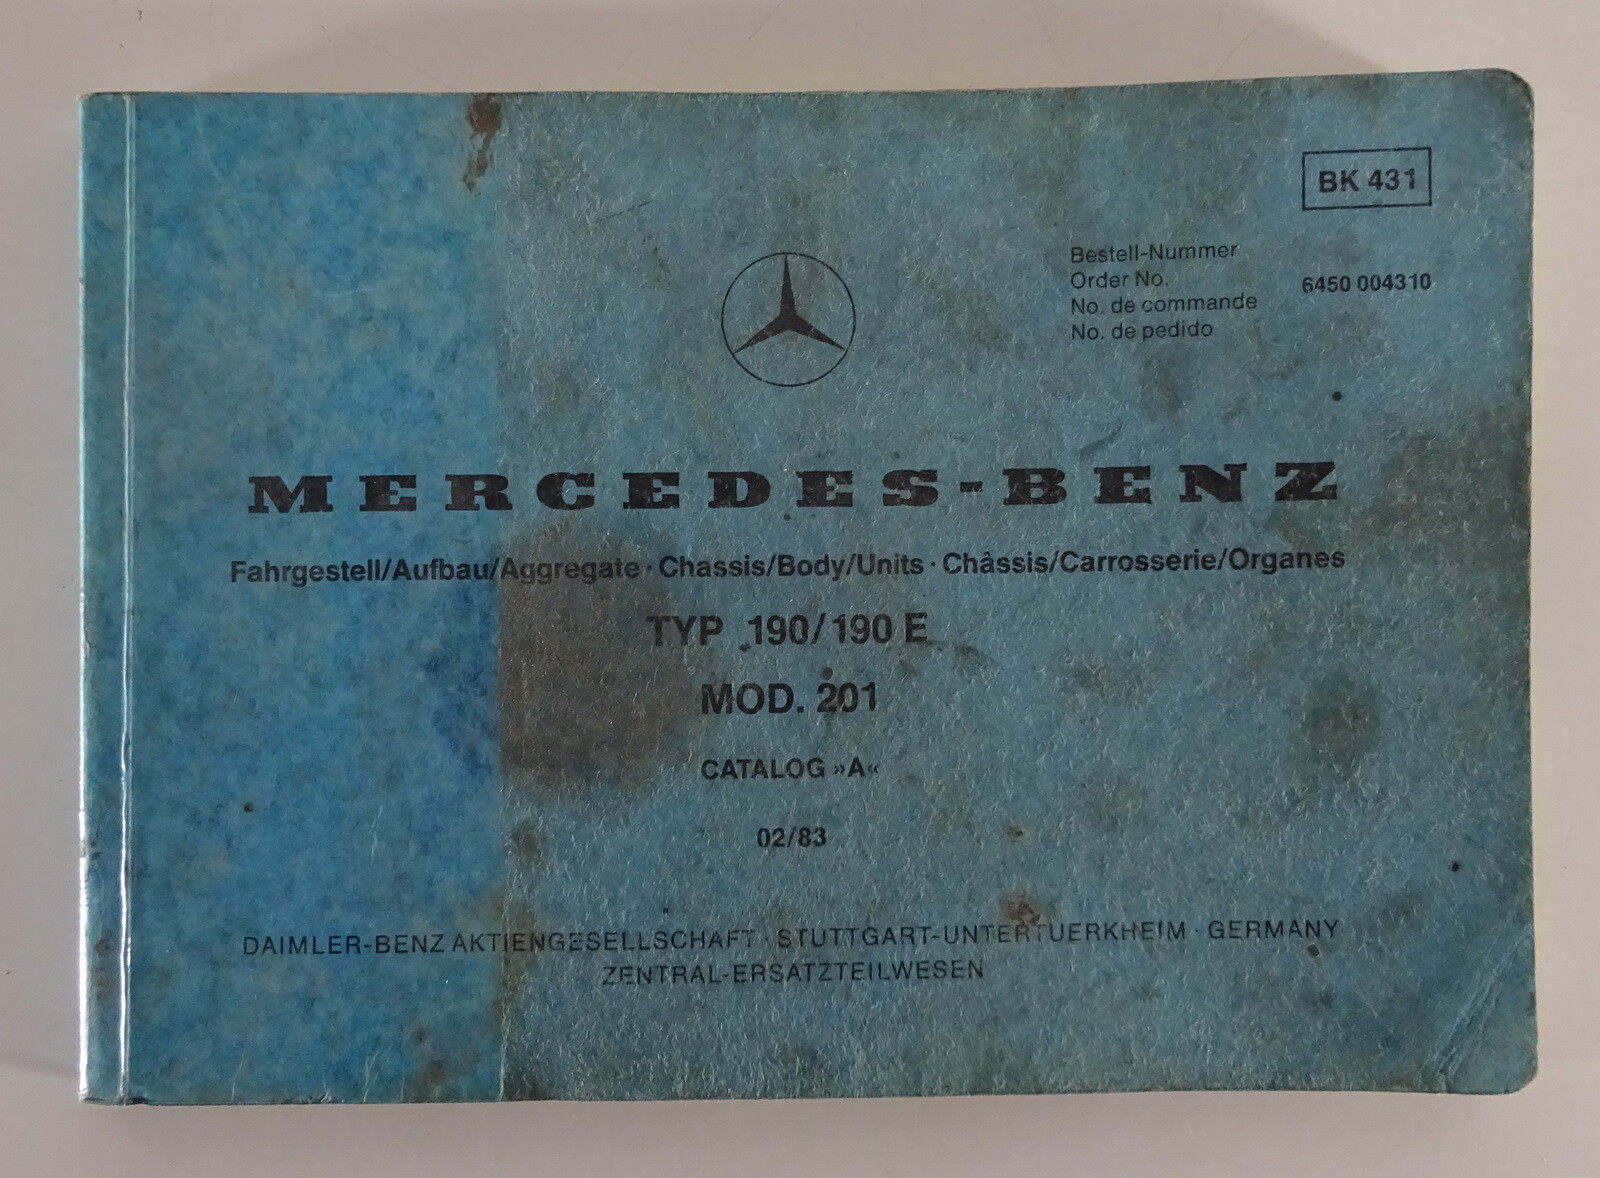 BK 431
Bestell-Nummer
Order No.
No. de commande
No. de pedido
6450 004310
MERCEDES-BENZ
Fahrgestell/Aufbau/Aggregate · Chassis/Body/Units · Châssis/Carrosserie/Organes
TYP 190/190 E
MOD. 201
CATALOG »A«
02/83
DAIMLER-BENZ AKTIENGESELLSCHAFT · STUTTGART-UNTERTUERKHEIM · GERMANY
ZENTRAL-ERSATZTEILWESEN